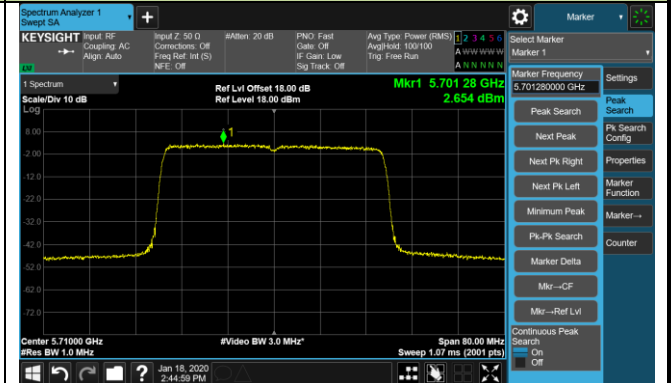 Spectrum Analyzer 1
Swept SA
+
Marker
KEYSIGHT
Input: RF
Coupling: AC
Align: Auto
LXI
Input Z: 50 Ω
Corrections: Off
Freq Ref: Int (S)
NFE: Off
#Atten: 20 dB
PNO: Fast
Gate: Off
IF Gain: Low
Sig Track: Off
Avg Type: Power (RMS)
Avg|Hold: 100/100
Trig: Free Run
1 2 3 4 5 6
A W W W W W
A N N N N N
Select Marker
Marker 1
1 Spectrum
Scale/Div 10 dB
Log
Ref Lvl Offset 18.00 dB
Ref Level 18.00 dBm
Mkr1 5.701 28 GHz
2.654 dBm
1
8.00
-2.00
-12.0
-22.0
-32.0
-42.0
-52.0
-62.0
-72.0
Center 5.71000 GHz
#Res BW 1.0 MHz
#Video BW 3.0 MHz*
Span 80.00 MHz
Sweep 1.07 ms (2001 pts)
Marker Frequency
5.701280000 GHz
Peak Search
Next Peak
Next Pk Right
Next Pk Left
Minimum Peak
Pk-Pk Search
Marker Delta
Mkr→CF
Mkr→Ref Lvl
Continuous Peak
Search
On
Off
Settings
Peak
Search
Pk Search
Config
Properties
Marker
Function
Marker→
Counter
?
Jan 18, 2020
2:44:59 PM